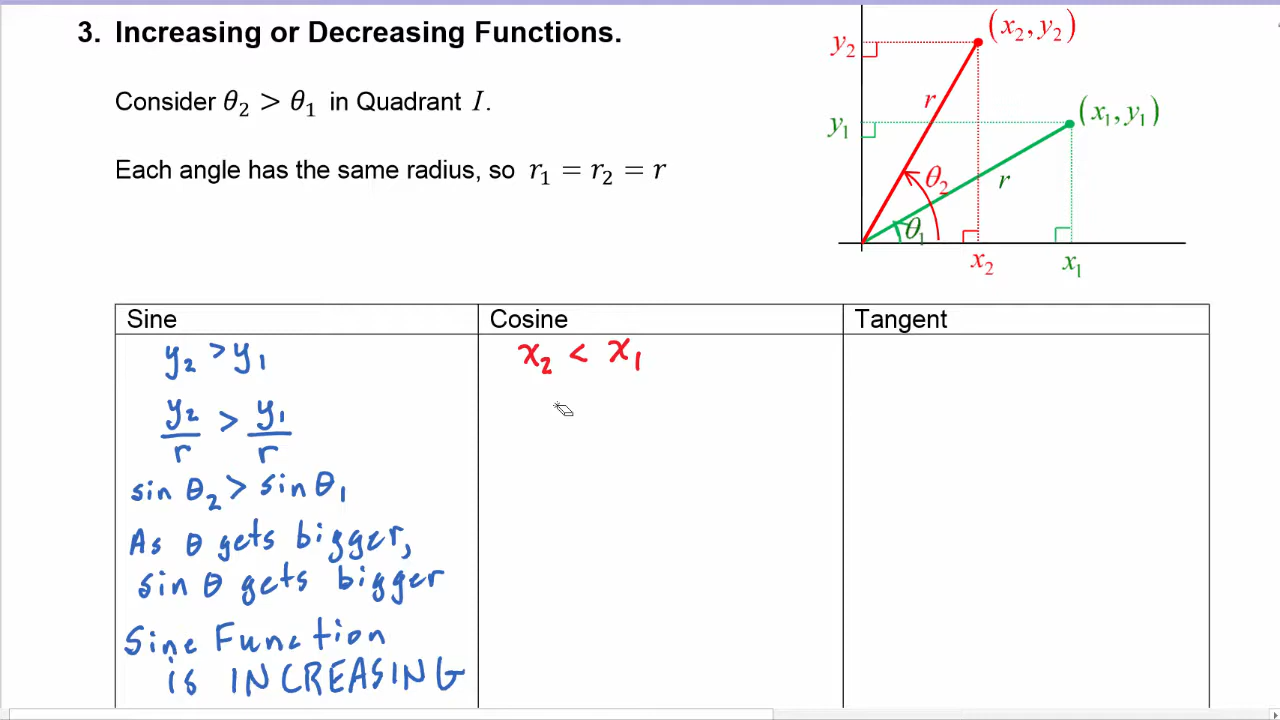 3. Increasing or Decreasing Functions.
Consider θ₂ > θ₁ in Quadrant I.
Each angle has the same radius, so r₁ = r₂ = r
(x₂, y₂)
y₂
r
(x₁, y₁)
y₁
θ₂
r
θ₁
x₂
x₁
Sine
Cosine
Tangent
y₂ > y₁
y₂/r > y₁/r
sin θ₂ > sin θ₁
As θ gets bigger,
sin θ gets bigger
Sine Function
is INCREASING
x₂ < x₁